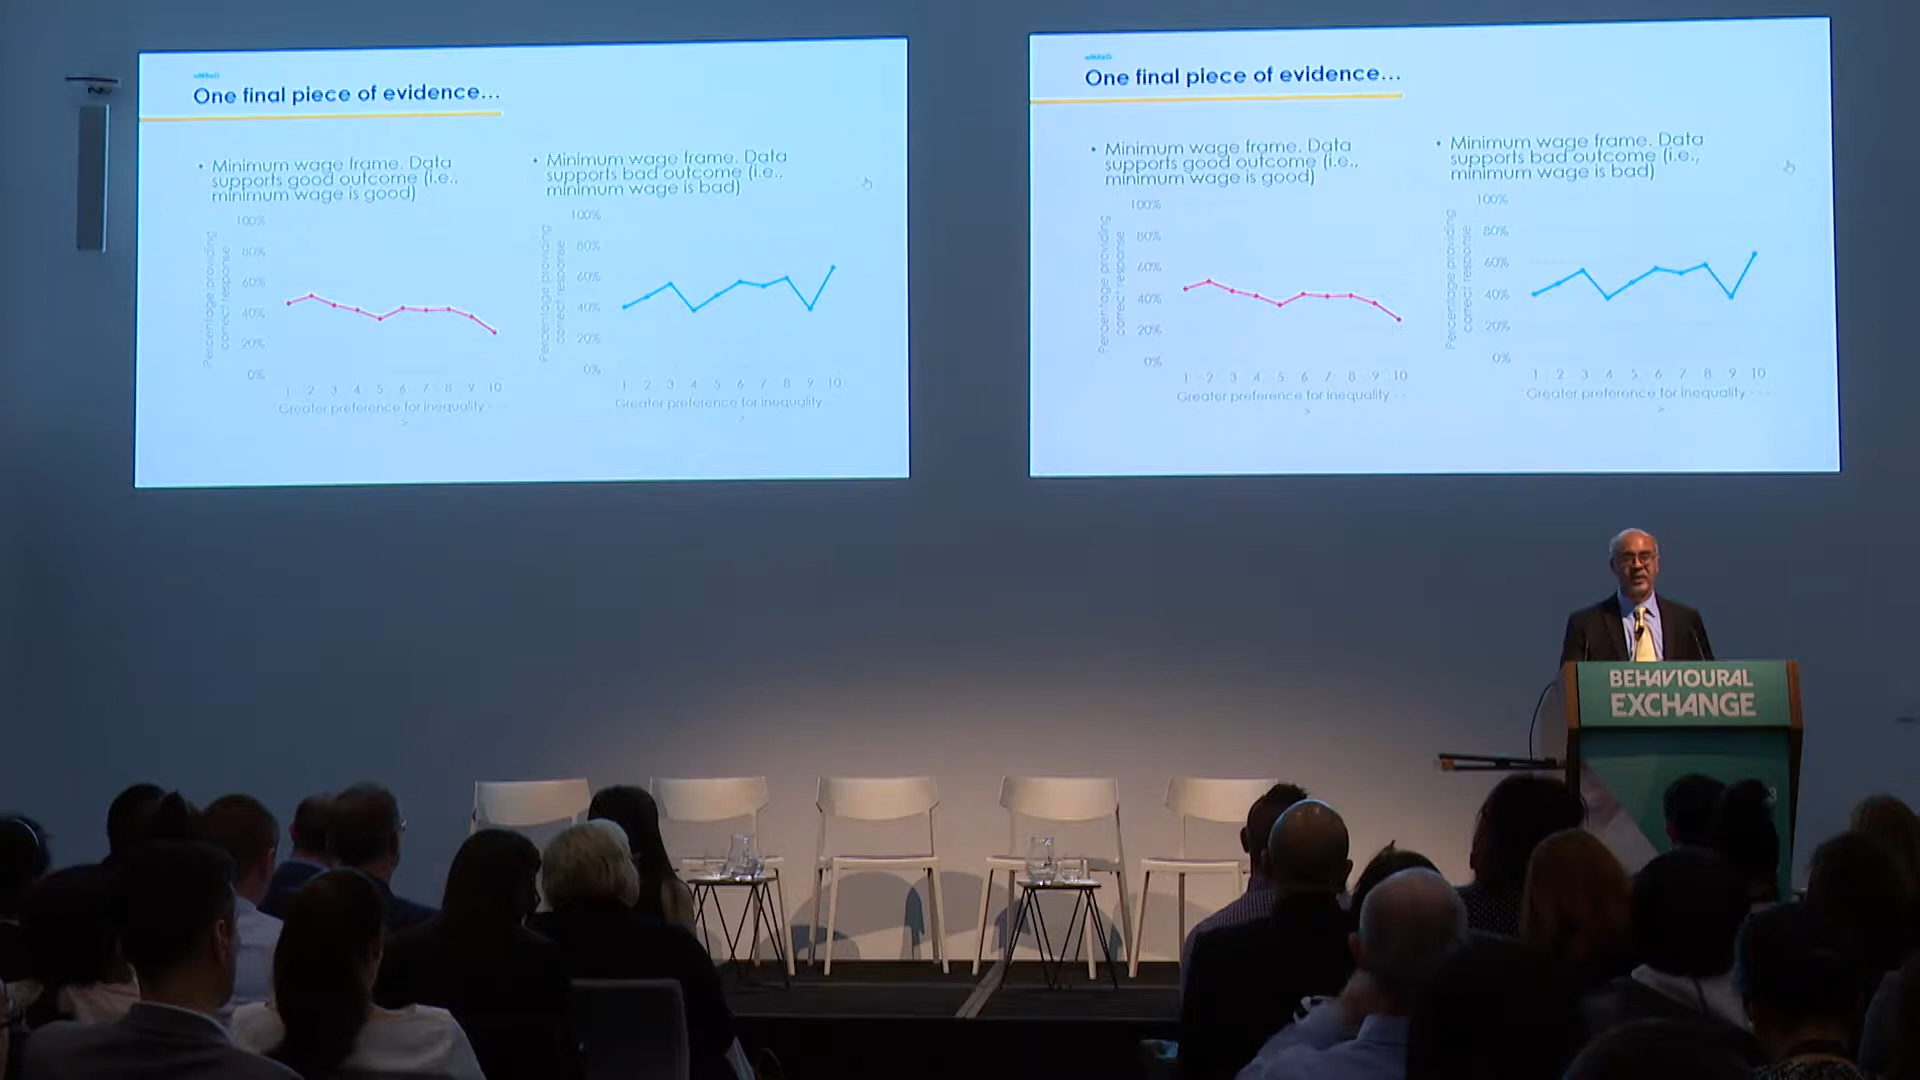 One final piece of evidence...
• Minimum wage frame. Data
supports good outcome (i.e.,
minimum wage is good)
Percentage providing
correct response
100%
80%
60%
40%
20%
0%
1 2 3 4 5 6 7 8 9 10
Greater preference for inequality - -
>
• Minimum wage frame. Data
supports bad outcome (i.e.,
minimum wage is bad)
Percentage providing
correct response
100%
80%
60%
40%
20%
0%
1 2 3 4 5 6 7 8 9 10
Greater preference for inequality
>
One final piece of evidence...
• Minimum wage frame. Data
supports good outcome (i.e.,
minimum wage is good)
Percentage providing
correct response
100%
80%
60%
40%
20%
0%
1 2 3 4 5 6 7 8 9 10
Greater preference for inequality - -
>
• Minimum wage frame. Data
supports bad outcome (i.e.,
minimum wage is bad)
Percentage providing
correct response
100%
80%
60%
40%
20%
0%
1 2 3 4 5 6 7 8 9 10
Greater preference for inequality - - - -
>
BEHAVIOURAL
EXCHANGE